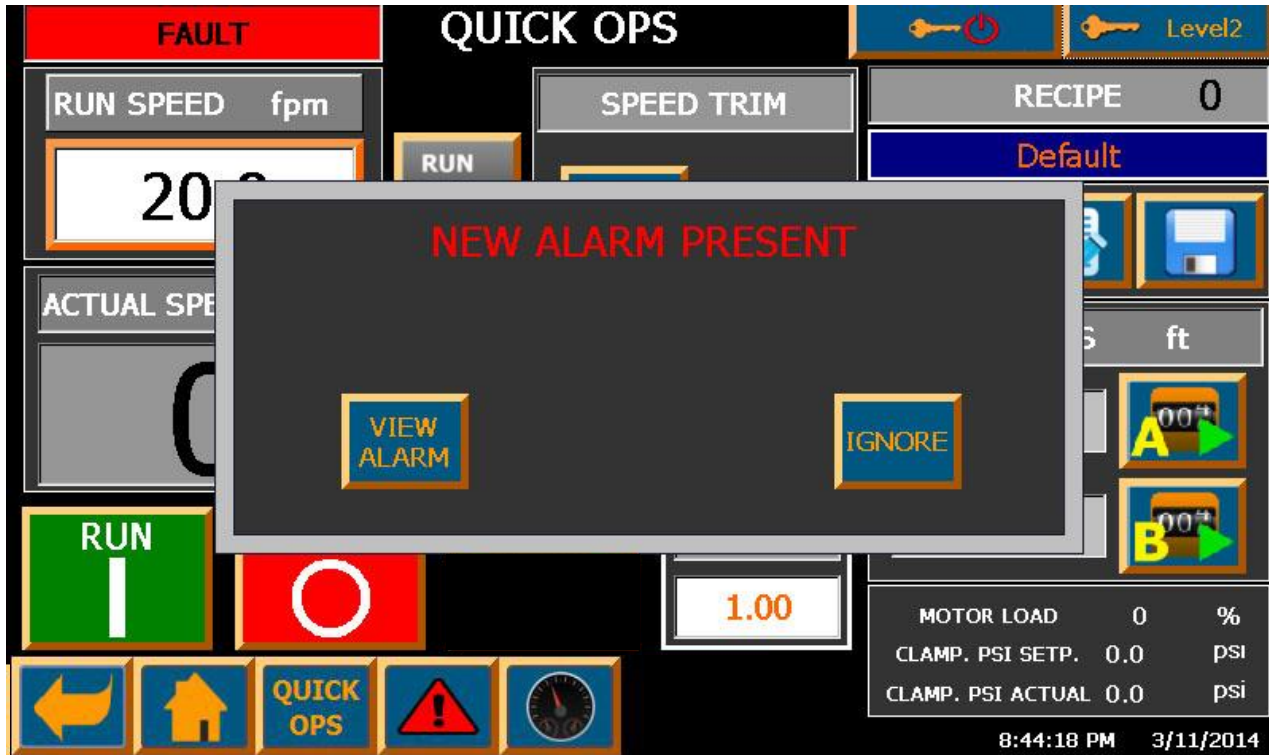 FAULT
QUICK OPS
Level2
RUN SPEED fpm
SPEED TRIM
RECIPE 0
RUN
Default
20
NEW ALARM PRESENT
ACTUAL
ft
VIEW
ALARM
IGNORE
A
RUN
B
1.00
MOTOR LOAD 0 %
CLAMP. PSI SETP. 0.0 psi
CLAMP. PSI ACTUAL 0.0 psi
QUICK
OPS
8:44:18 PM 3/11/2014